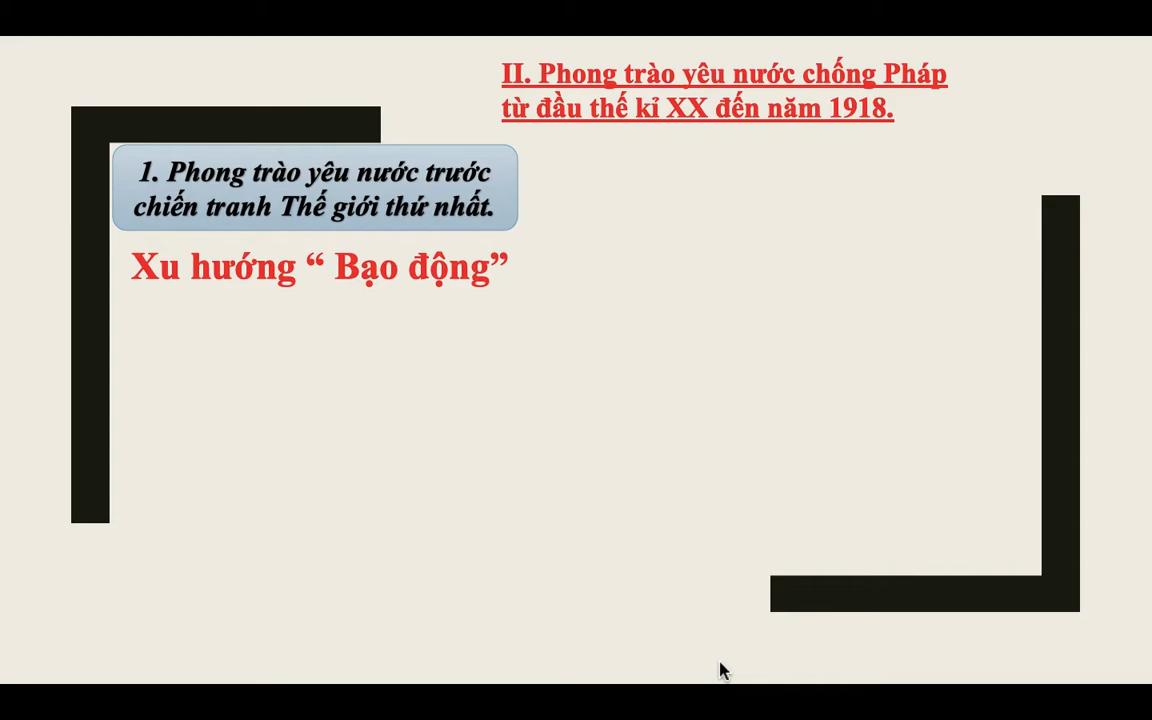 II. Phong trào yêu nước chống Pháp
từ đầu thế kỉ XX đến năm 1918.
1. Phong trào yêu nước trước
chiến tranh Thế giới thứ nhất.
Xu hướng “ Bạo động”